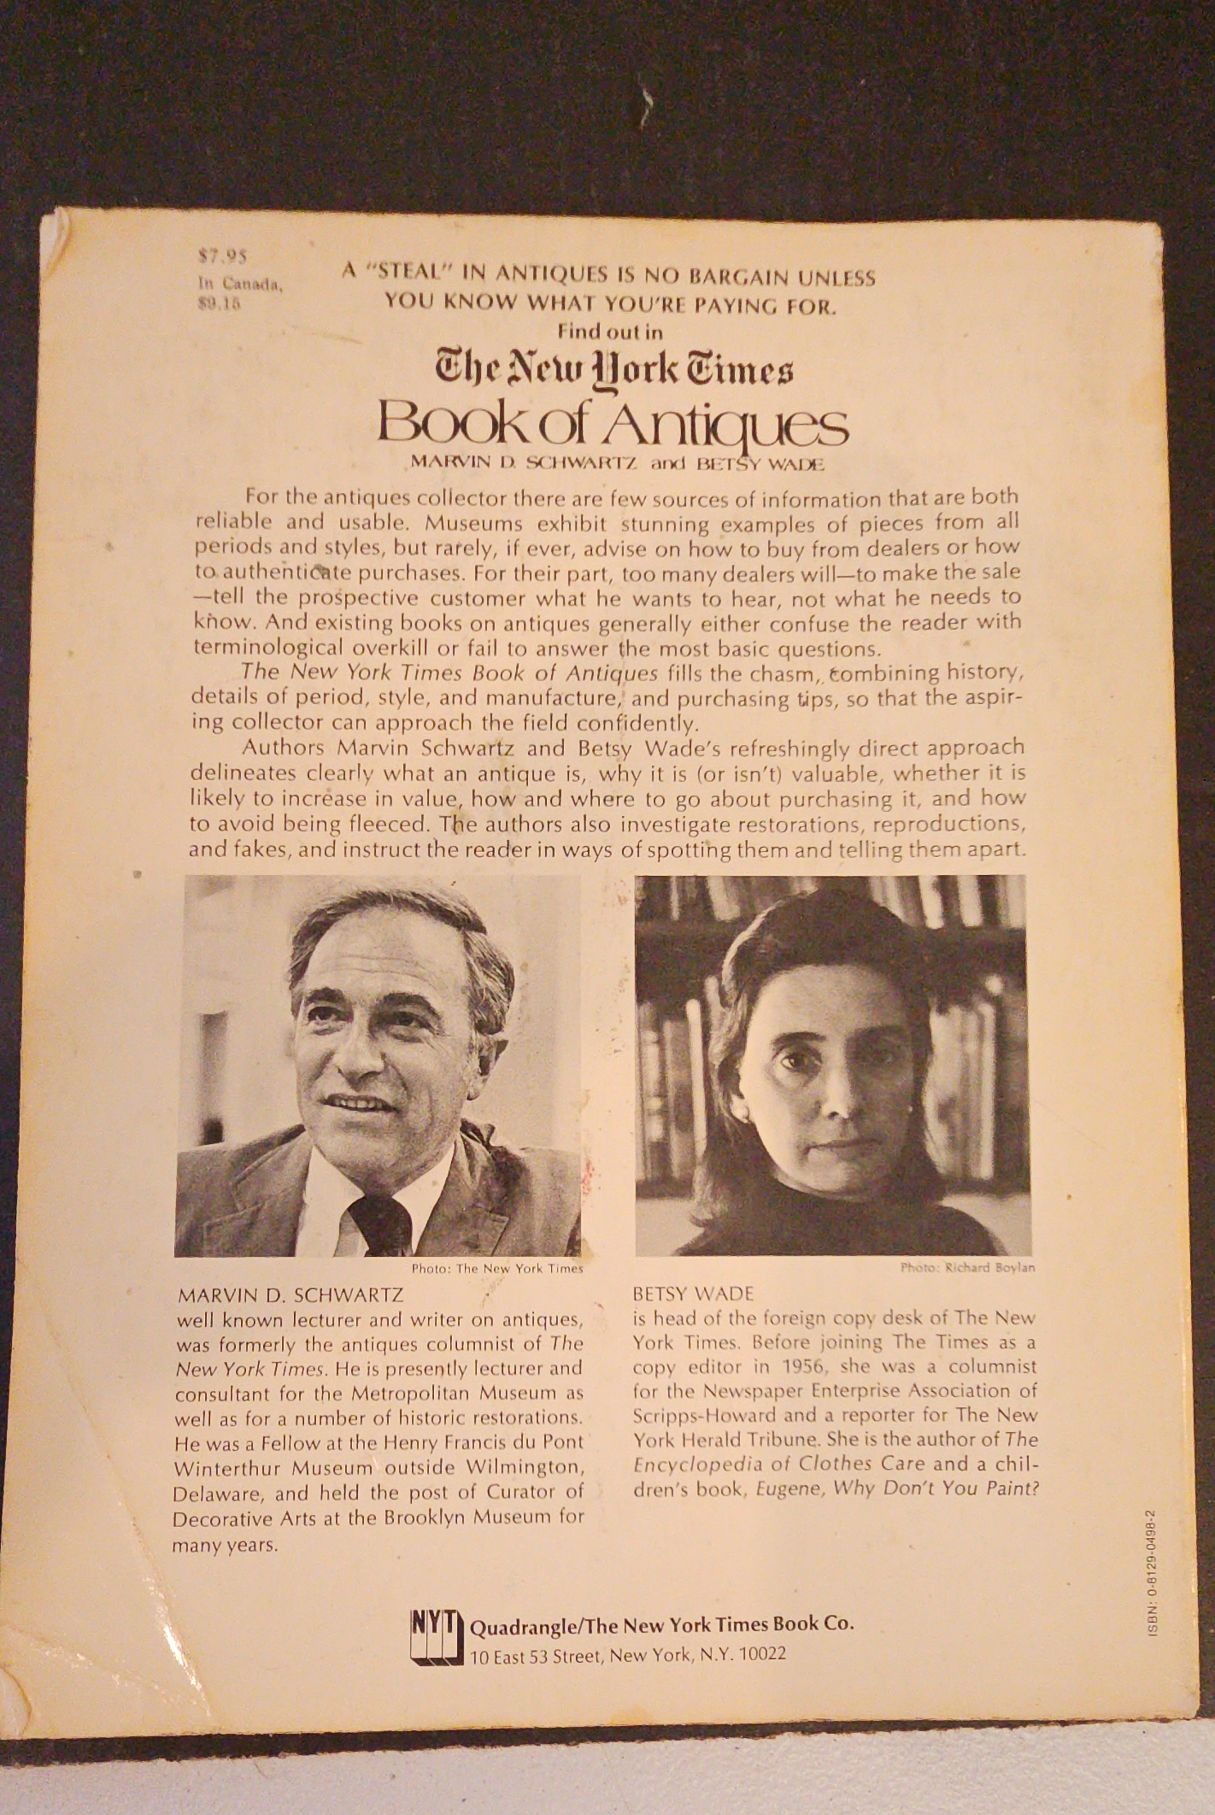 $7.95
In Canada,
$9.15
A "STEAL" IN ANTIQUES IS NO BARGAIN UNLESS
YOU KNOW WHAT YOU'RE PAYING FOR.
Find out in
The New York Times
Book of Antiques
MARVIN D. SCHWARTZ and BETSY WADE
For the antiques collector there are few sources of information that are both
reliable and usable. Museums exhibit stunning examples of pieces from all
periods and styles, but rarely, if ever, advise on how to buy from dealers or how
to authenticate purchases. For their part, too many dealers will—to make the sale
—tell the prospective customer what he wants to hear, not what he needs to
know. And existing books on antiques generally either confuse the reader with
terminological overkill or fail to answer the most basic questions.
The New York Times Book of Antiques fills the chasm, combining history,
details of period, style, and manufacture, and purchasing tips, so that the aspir-
ing collector can approach the field confidently.
Authors Marvin Schwartz and Betsy Wade's refreshingly direct approach
delineates clearly what an antique is, why it is (or isn't) valuable, whether it is
likely to increase in value, how and where to go about purchasing it, and how
to avoid being fleeced. The authors also investigate restorations, reproductions,
and fakes, and instruct the reader in ways of spotting them and telling them apart.
Photo: The New York Times
MARVIN D. SCHWARTZ
well known lecturer and writer on antiques,
was formerly the antiques columnist of The
New York Times. He is presently lecturer and
consultant for the Metropolitan Museum as
well as for a number of historic restorations.
He was a Fellow at the Henry Francis du Pont
Winterthur Museum outside Wilmington,
Delaware, and held the post of Curator of
Decorative Arts at the Brooklyn Museum for
many years.
Photo: Richard Boylan
BETSY WADE
is head of the foreign copy desk of The New
York Times. Before joining The Times as a
copy editor in 1956, she was a columnist
for the Newspaper Enterprise Association of
Scripps-Howard and a reporter for The New
York Herald Tribune. She is the author of The
Encyclopedia of Clothes Care and a chil-
dren's book, Eugene, Why Don't You Paint?
NYT
Quadrangle/The New York Times Book Co.
10 East 53 Street, New York, N.Y. 10022
ISBN: 0-8129-0498-2